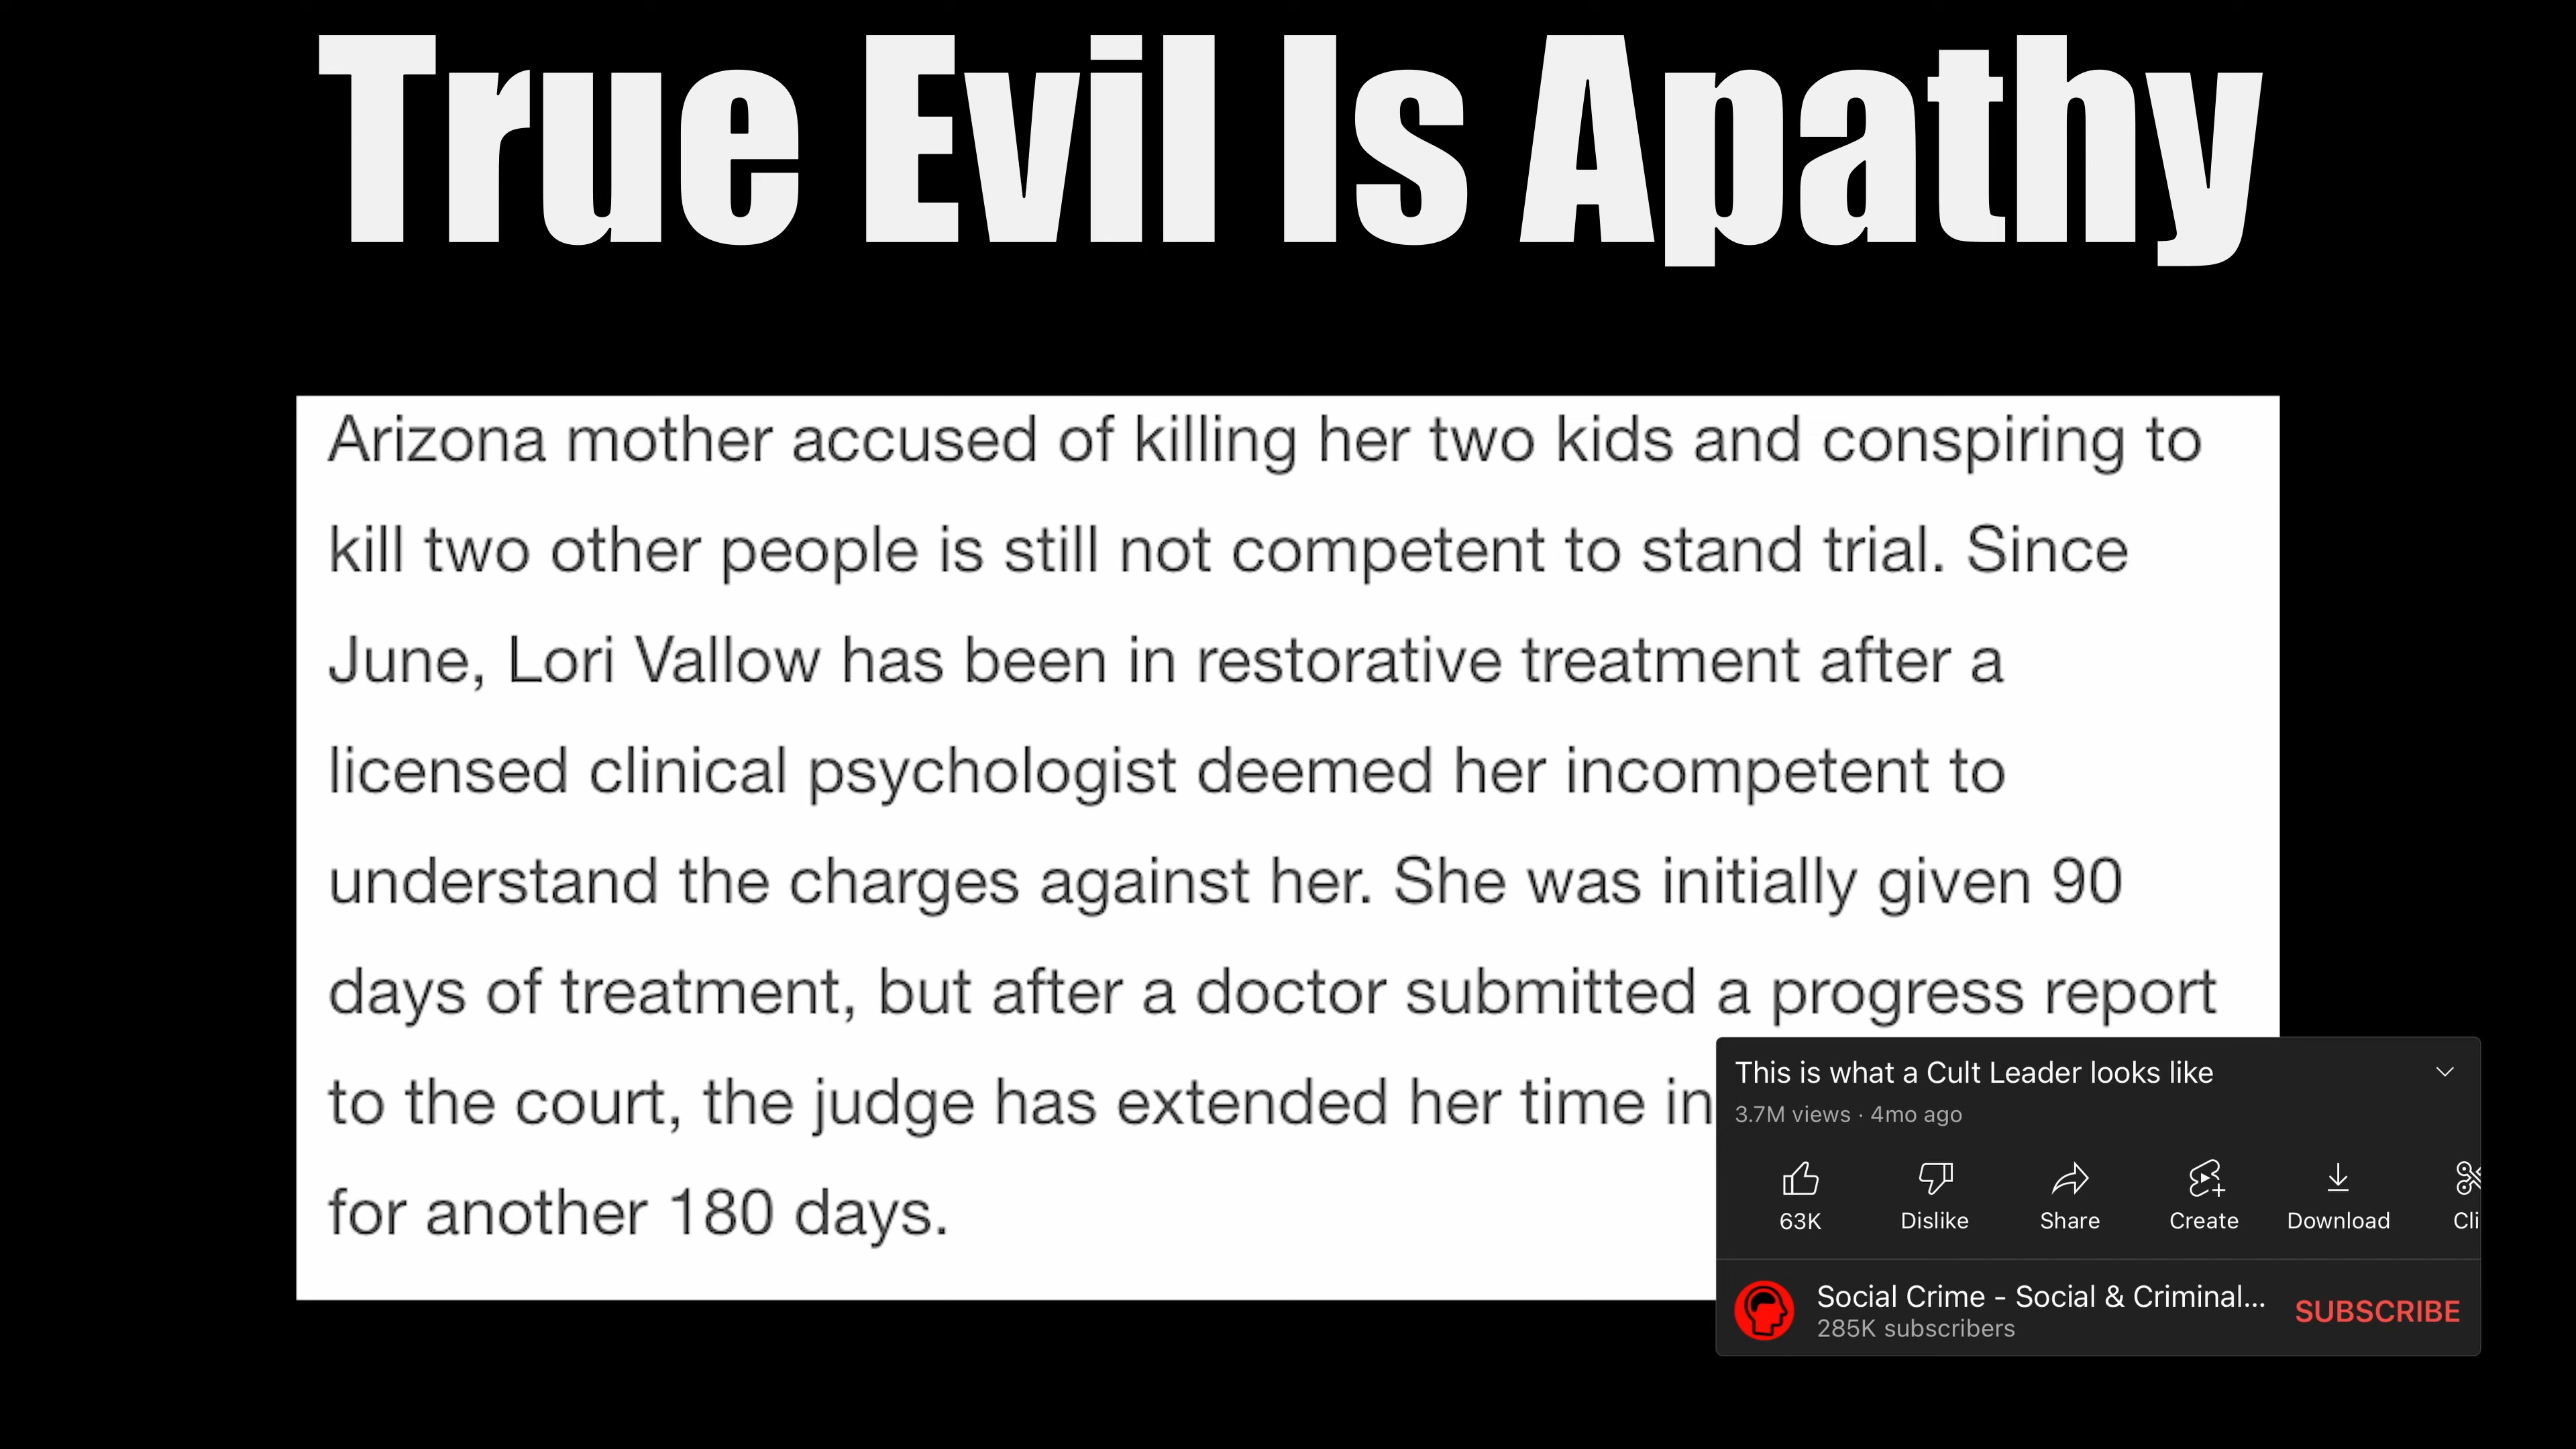 True Evil Is Apathy
Arizona mother accused of killing her two kids and conspiring to
kill two other people is still not competent to stand trial. Since
June, Lori Vallow has been in restorative treatment after a
licensed clinical psychologist deemed her incompetent to
understand the charges against her. She was initially given 90
days of treatment, but after a doctor submitted a progress report
to the court, the judge has extended her time in
for another 180 days.
This is what a Cult Leader looks like
3.7M views · 4mo ago
63K Dislike Share Create Download Cli
Social Crime - Social & Criminal...
285K subscribers
SUBSCRIBE